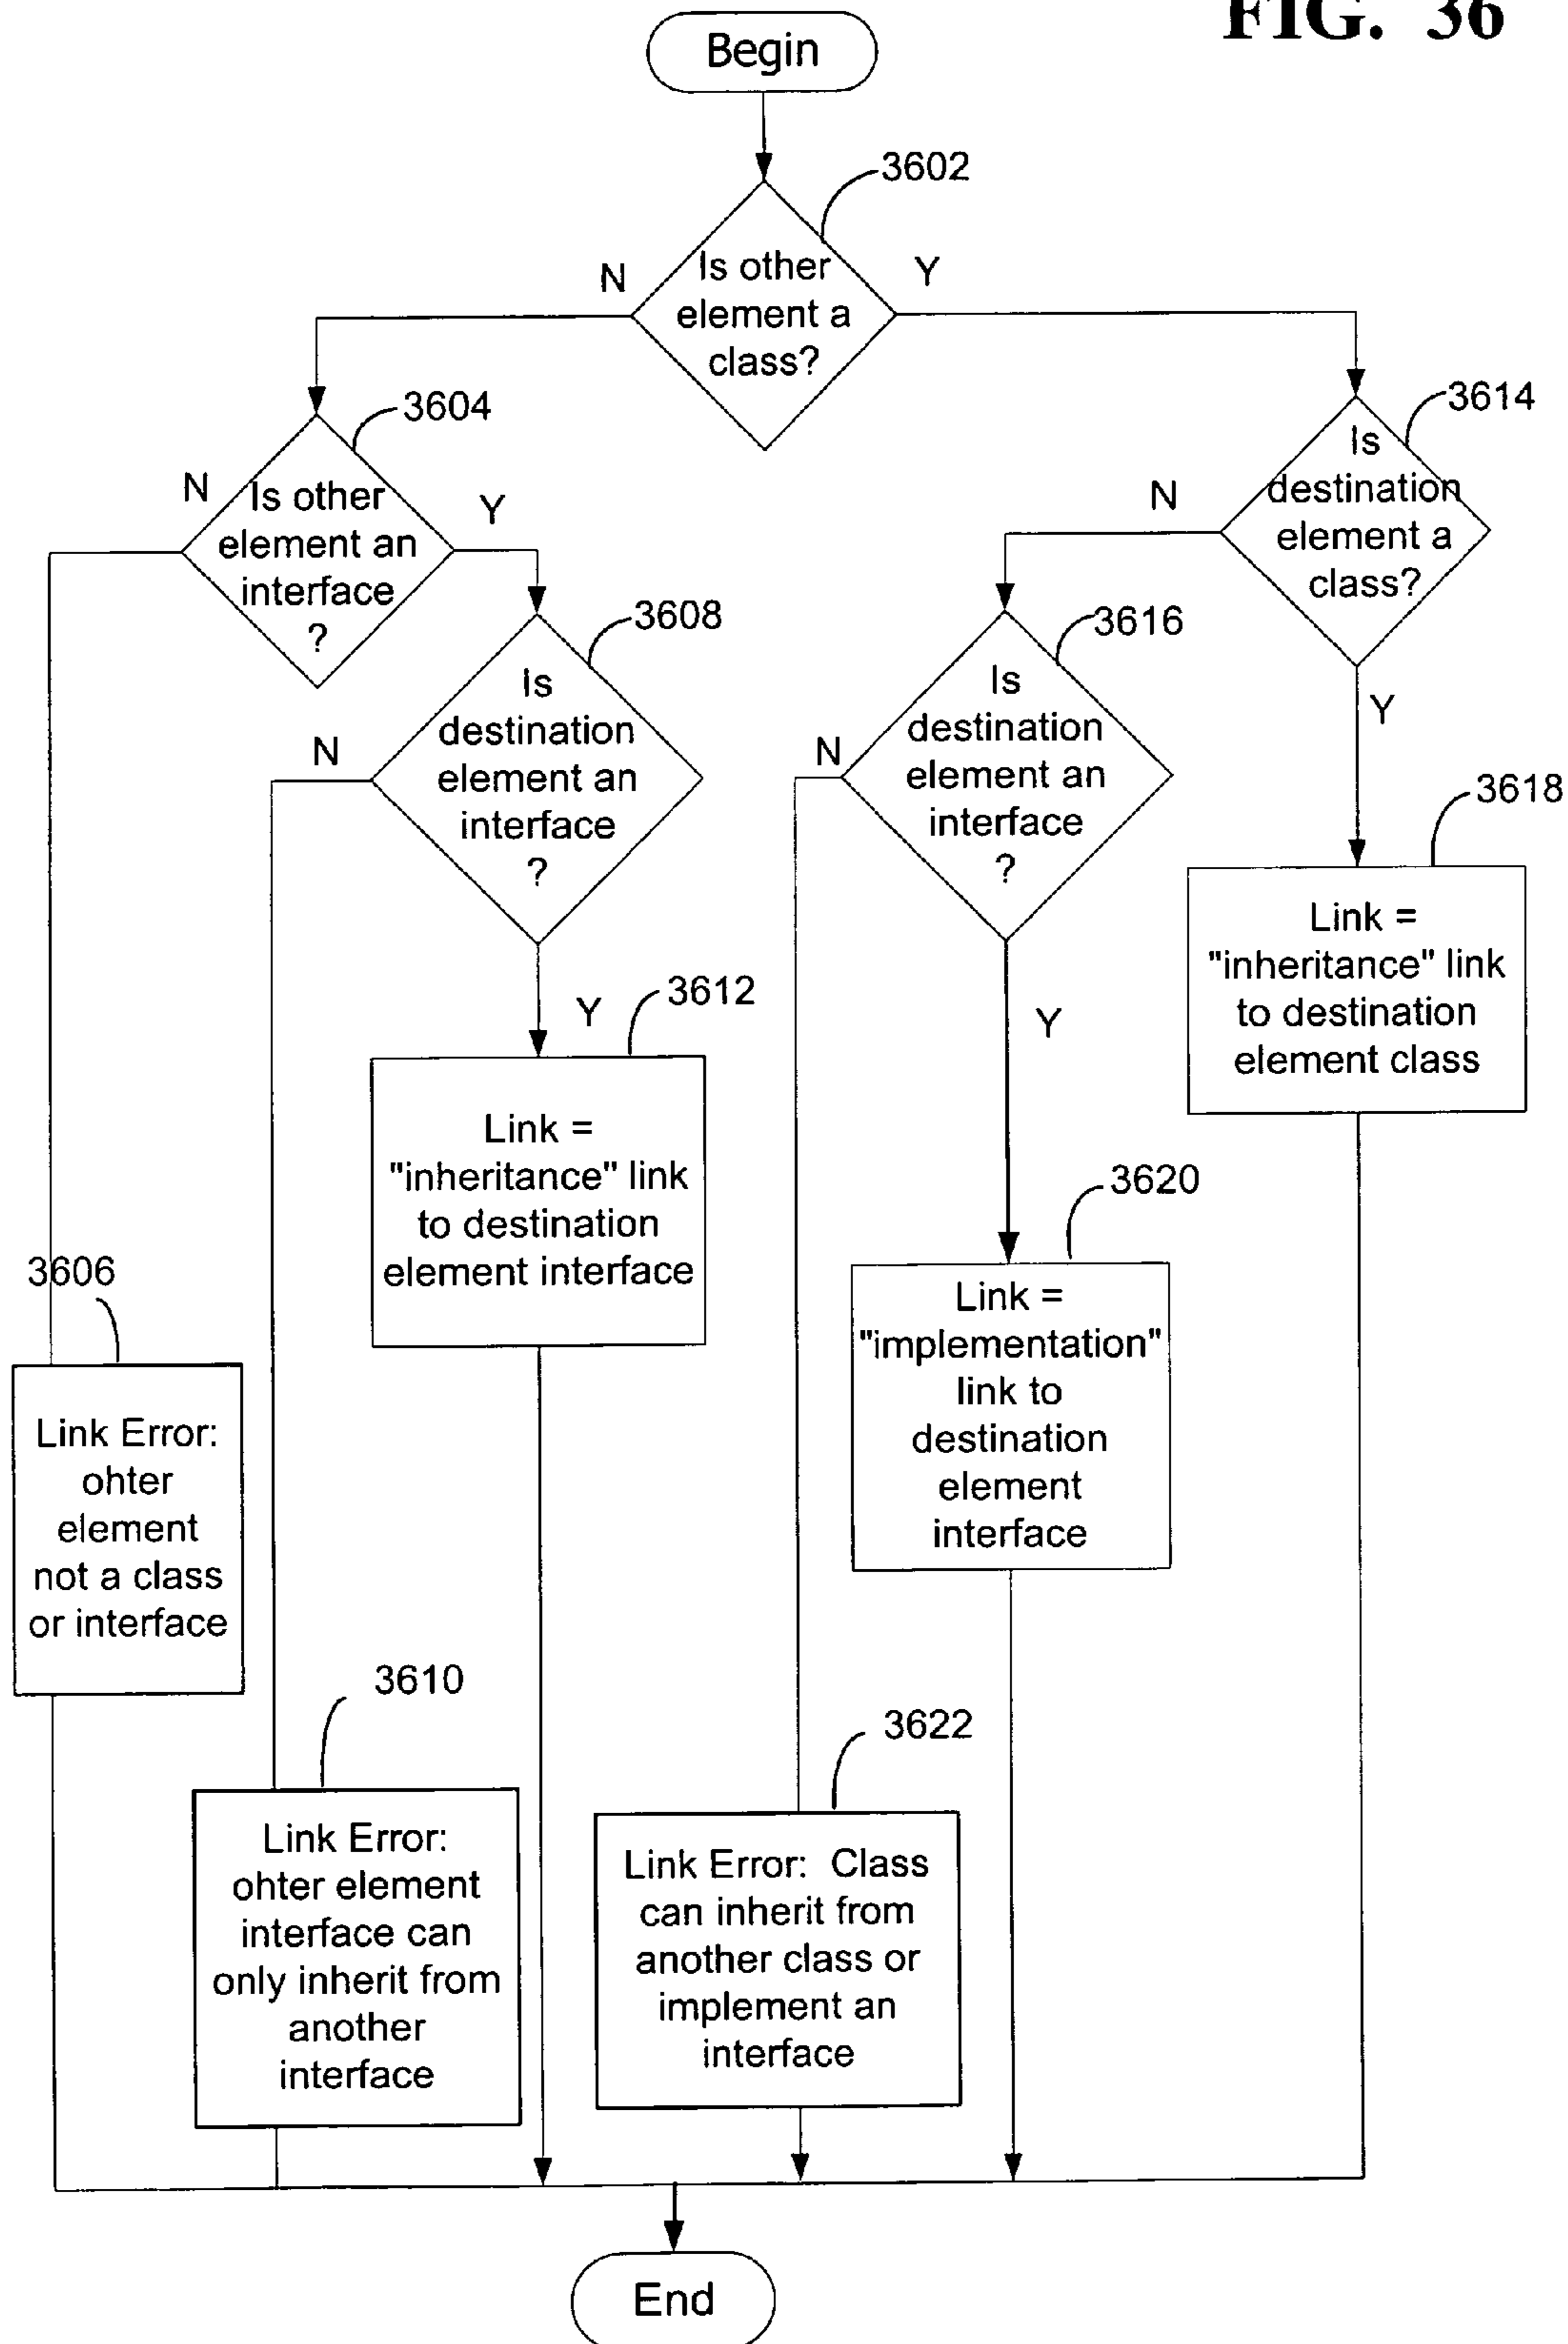 FIG. 36
Begin
3602
Is other
element a
class?
N
Y
3604
Is other
element an
interface
?
N
Y
3614
Is
destination
element a
class?
N
Y
3608
Is
destination
element an
interface
?
N
Y
3616
Is
destination
element an
interface
?
N
Y
3618
Link =
"inheritance" link
to destination
element class
3612
Link =
"inheritance" link
to destination
element interface
3620
Link =
"implementation"
link to
destination
element
interface
3606
Link Error:
ohter
element
not a class
or interface
3610
Link Error:
ohter element
interface can
only inherit from
another
interface
3622
Link Error: Class
can inherit from
another class or
implement an
interface
End